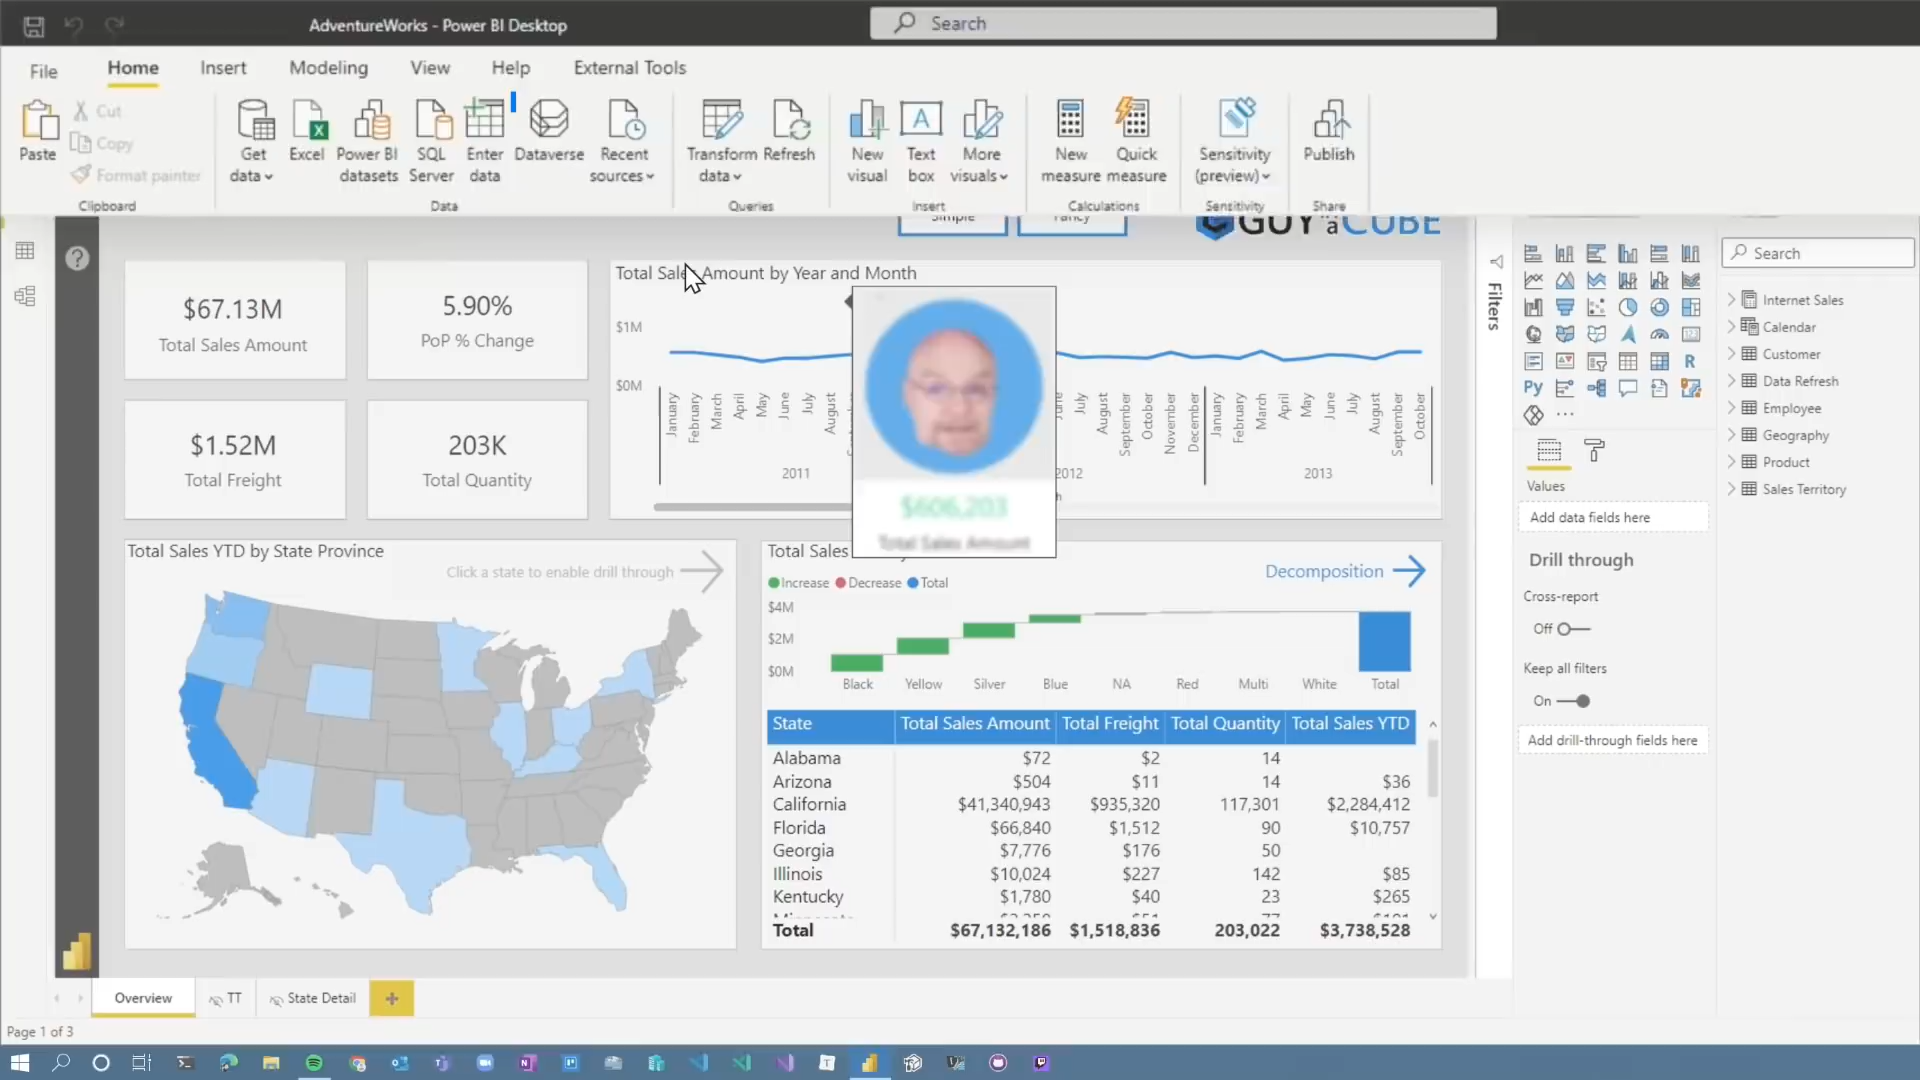 AdventureWorks - Power BI Desktop
Search
File Home Insert Modeling View Help External Tools
Paste
Cut
Copy
Format painter
Clipboard
Get data
Excel
Power BI datasets
SQL Server
Enter data
Dataverse
Recent sources
Data
Transform data
Refresh
Queries
New visual
Text box
More visuals
Insert
New measure
Quick measure
Calculations
Sensitivity (preview)
Sensitivity
Publish
Share
Simple Fancy
GUY in a CUBE
$67.13M
Total Sales Amount
5.90%
PoP % Change
$1.52M
Total Freight
203K
Total Quantity
Total Sales Amount by Year and Month
$1M
$0M
January February March April May June July August
June July August September October November December January February March April May June July August September October
2011 2012 2013
$606,203
Total Sales Amount
Total Sales YTD by State Province
Click a state to enable drill through
Total Sales
Decomposition
Increase Decrease Total
$4M
$2M
$0M
Black Yellow Silver Blue NA Red Multi White Total
State Total Sales Amount Total Freight Total Quantity Total Sales YTD
Alabama $72 $2 14
Arizona $504 $11 14 $36
California $41,340,943 $935,320 117,301 $2,284,412
Florida $66,840 $1,512 90 $10,757
Georgia $7,776 $176 50
Illinois $10,024 $227 142 $85
Kentucky $1,780 $40 23 $265
Total $67,132,186 $1,518,836 203,022 $3,738,528
Filters
R
Py
Values
Add data fields here
Drill through
Cross-report
Off
Keep all filters
On
Add drill-through fields here
Search
Internet Sales
Calendar
Customer
Data Refresh
Employee
Geography
Product
Sales Territory
Overview TT State Detail +
Page 1 of 3